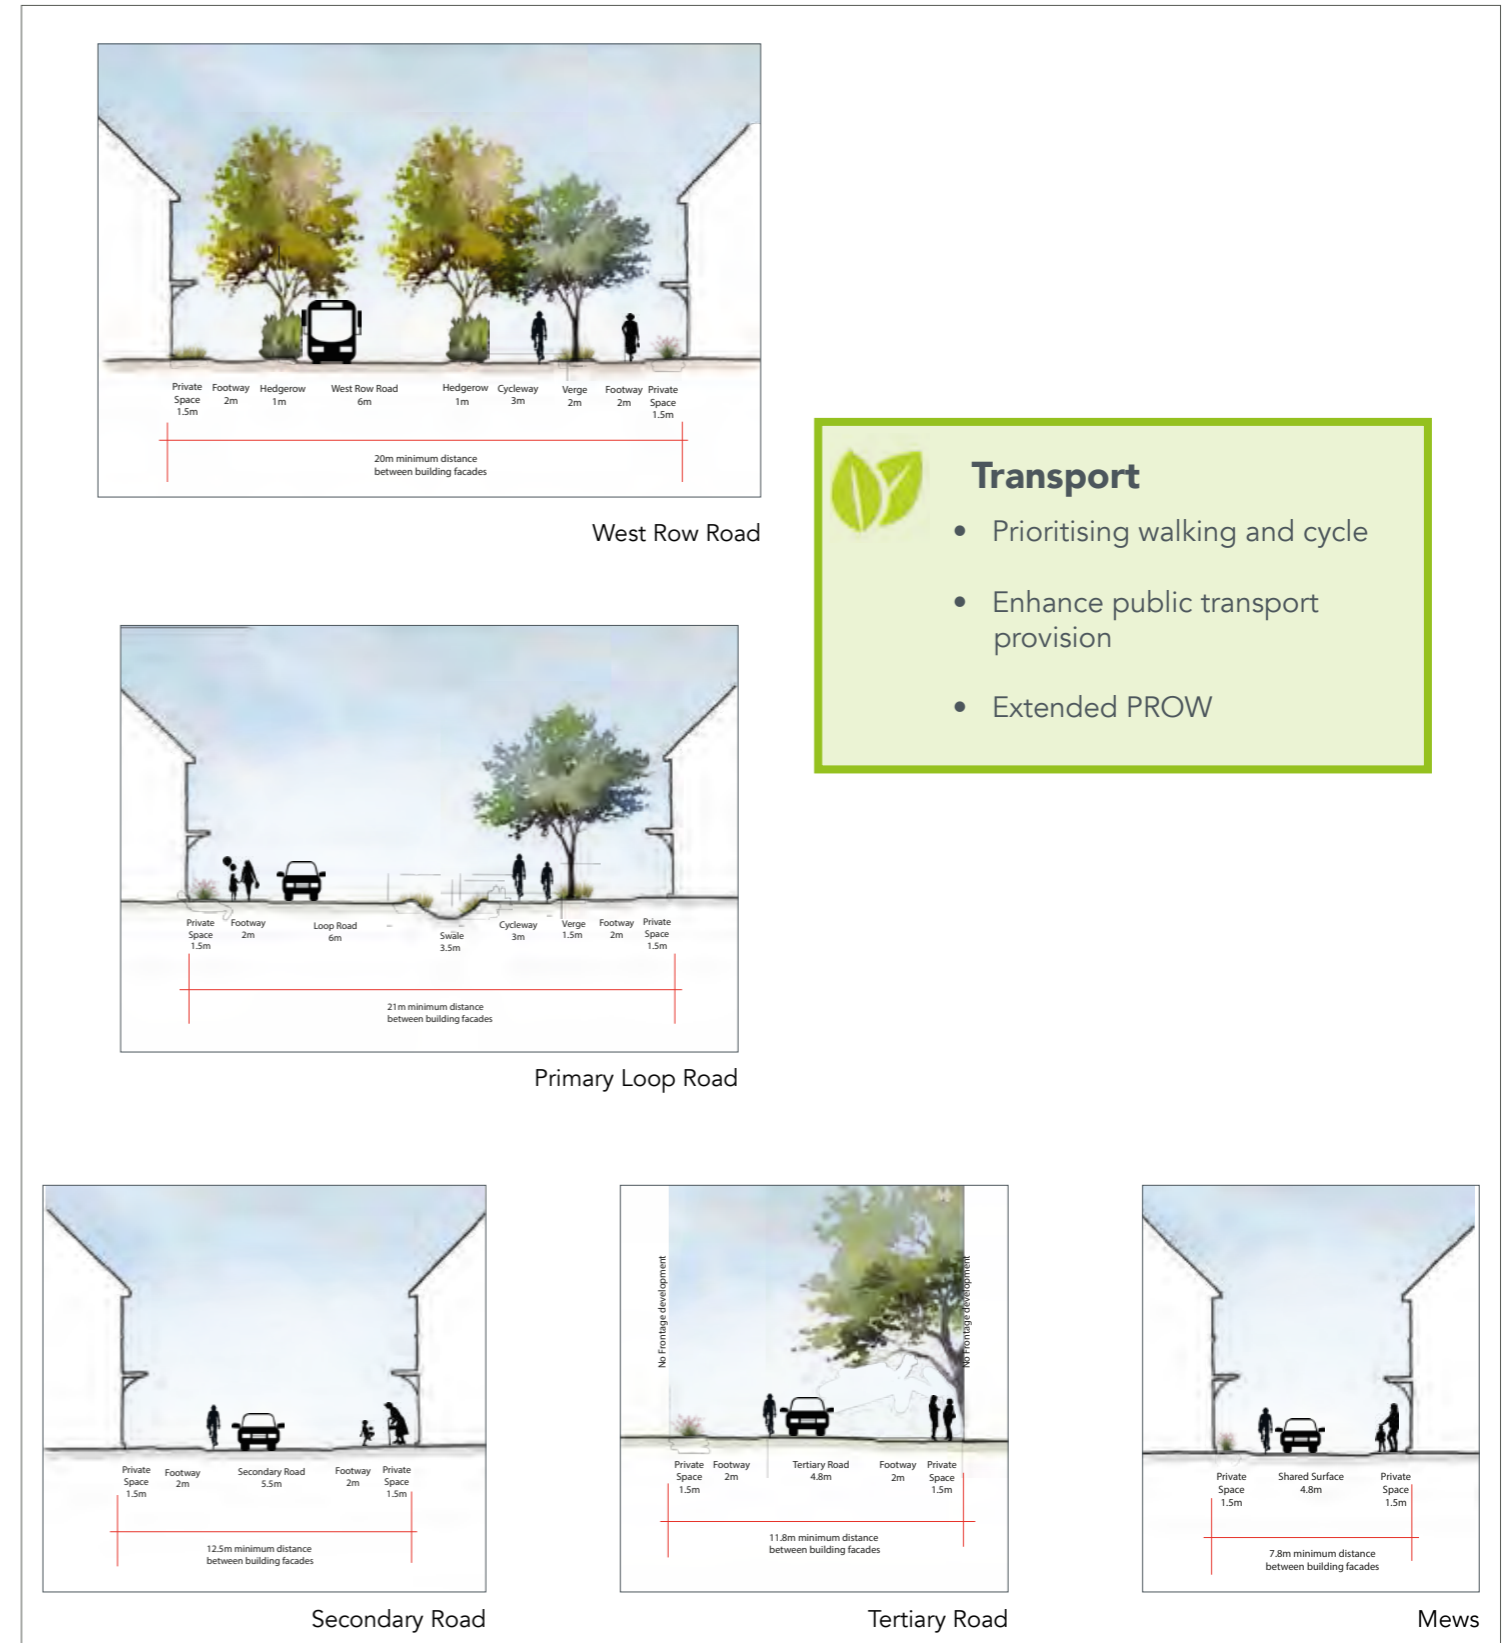 Private Space 1.5m
Footway 2m
Hedgerow 1m
West Row Road 6m
Hedgerow 1m
Cycleway 3m
Verge 2m
Footway 2m
Private Space 1.5m
20m minimum distance
between building facades
West Row Road
Transport
• Prioritising walking and cycle
• Enhance public transport
provision
• Extended PROW
Private Space 1.5m
Footway 2m
Loop Road 6m
Swale 3.5m
Cycleway 3m
Verge 1.5m
Footway 2m
Private Space 1.5m
21m minimum distance
between building facades
Primary Loop Road
Private Space 1.5m
Footway 2m
Secondary Road 5.5m
Footway 2m
Private Space 1.5m
12.5m minimum distance
between building facades
Secondary Road
No Frontage development
No Frontage development
Private Space 1.5m
Footway 2m
Tertiary Road 4.8m
Footway 2m
Private Space 1.5m
11.8m minimum distance
between building facades
Tertiary Road
Private Space 1.5m
Shared Surface 4.8m
Private Space 1.5m
7.8m minimum distance
between building facades
Mews